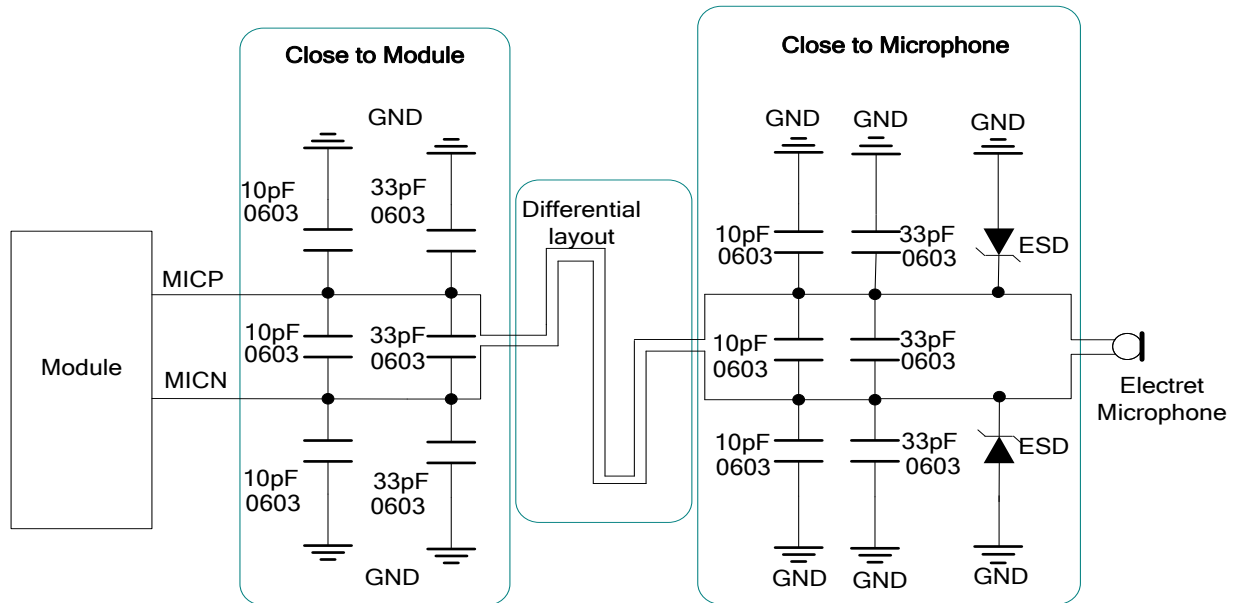 Close to Module
Close to Microphone
GND
GND
GND
GND
10pF
0603
33pF
0603
Differential
layout
10pF
0603
33pF
0603
ESD
MICP
10pF
0603
33pF
0603
10pF
0603
33pF
0603
Module
MICN
Electret
Microphone
10pF
0603
33pF
0603
10pF
0603
33pF
0603
ESD
GND
GND
GND
GND